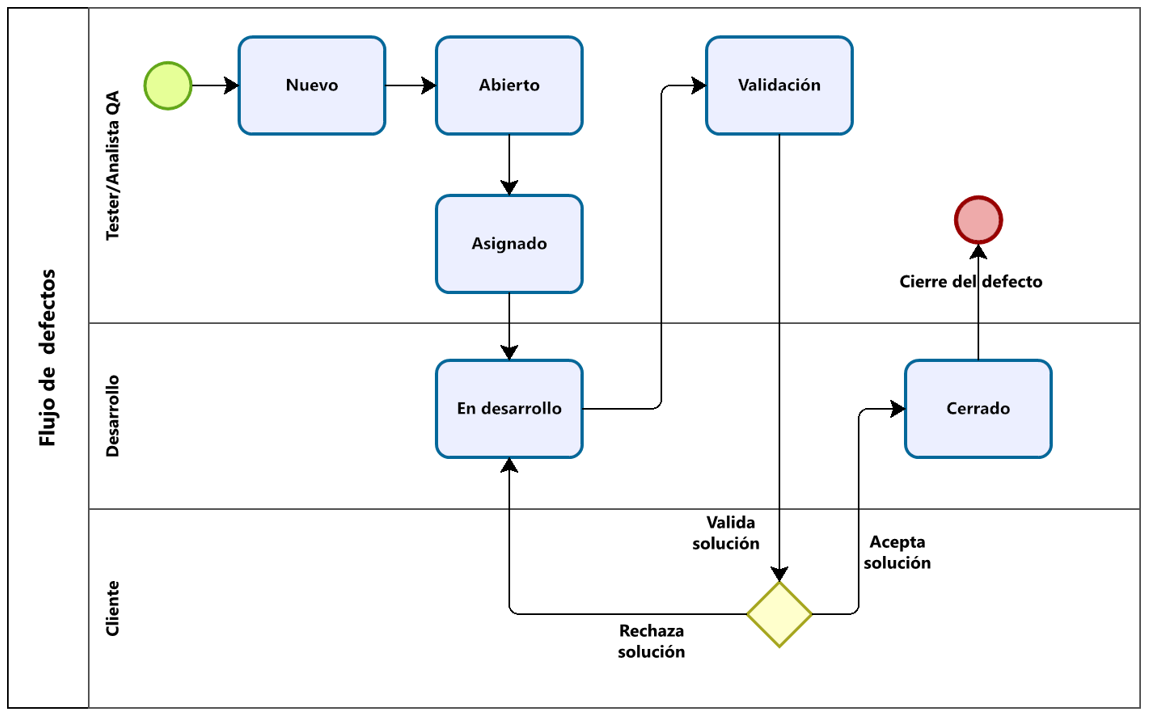 Flujo de defectos
Tester/Analista QA
Nuevo
Abierto
Validación
Asignado
Cierre del defecto
Desarrollo
En desarrollo
Cerrado
Cliente
Valida
solución
Acepta
solución
Rechaza
solución